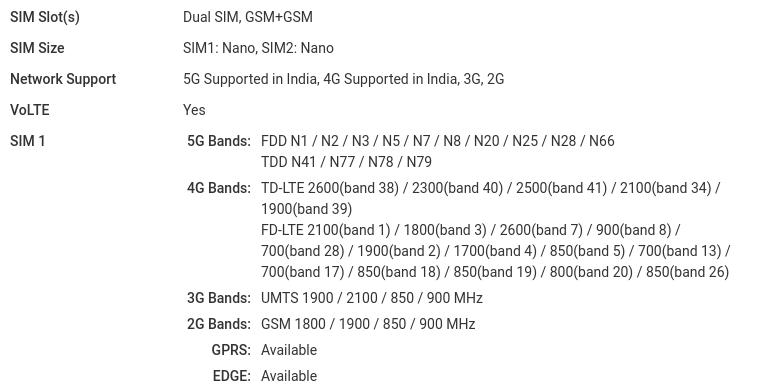 SIM Slot(s) Dual SIM, GSM+GSM
SIM Size SIM1: Nano, SIM2: Nano
Network Support 5G Supported in India, 4G Supported in India, 3G, 2G
VoLTE Yes
SIM 1 5G Bands: FDD N1 / N2 / N3 / N5 / N7 / N8 / N20 / N25 / N28 / N66
TDD N41 / N77 / N78 / N79
4G Bands: TD-LTE 2600(band 38) / 2300(band 40) / 2500(band 41) / 2100(band 34) /
1900(band 39)
FD-LTE 2100(band 1) / 1800(band 3) / 2600(band 7) / 900(band 8) /
700(band 28) / 1900(band 2) / 1700(band 4) / 850(band 5) / 700(band 13) /
700(band 17) / 850(band 18) / 850(band 19) / 800(band 20) / 850(band 26)
3G Bands: UMTS 1900 / 2100 / 850 / 900 MHz
2G Bands: GSM 1800 / 1900 / 850 / 900 MHz
GPRS: Available
EDGE: Available